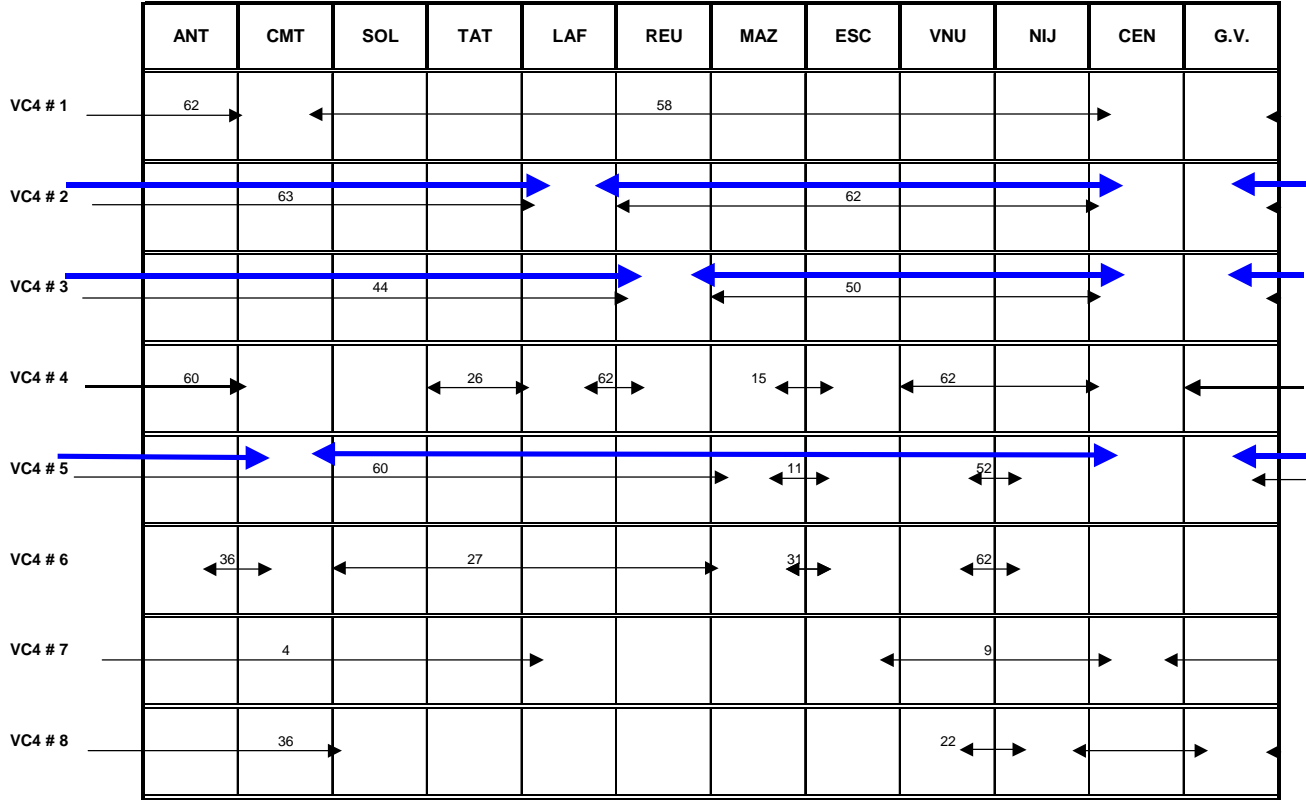 ANT CMT SOL TAT LAF REU MAZ ESC VNU NIJ CEN G.V.
VC4 # 1 62 58
VC4 # 2 63 62
VC4 # 3 44 50
VC4 # 4 60 26 62 15 62
VC4 # 5 60 11 52
VC4 # 6 36 27 31 62
VC4 # 7 4 9
VC4 # 8 36 22